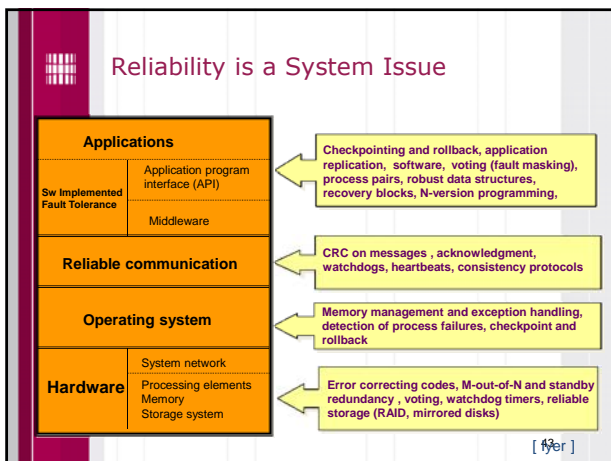 Reliability is a System Issue
Applications
Sw Implemented
Fault Tolerance
Application program
interface (API)
Middleware
Checkpointing and rollback, application
replication, software, voting (fault masking),
process pairs, robust data structures,
recovery blocks, N-version programming,
Reliable communication
CRC on messages , acknowledgment,
watchdogs, heartbeats, consistency protocols
Operating system
Memory management and exception handling,
detection of process failures, checkpoint and
rollback
Hardware
System network
Processing elements
Memory
Storage system
Error correcting codes, M-out-of-N and standby
redundancy , voting, watchdog timers, reliable
storage (RAID, mirrored disks)
[ Iyer ]
43